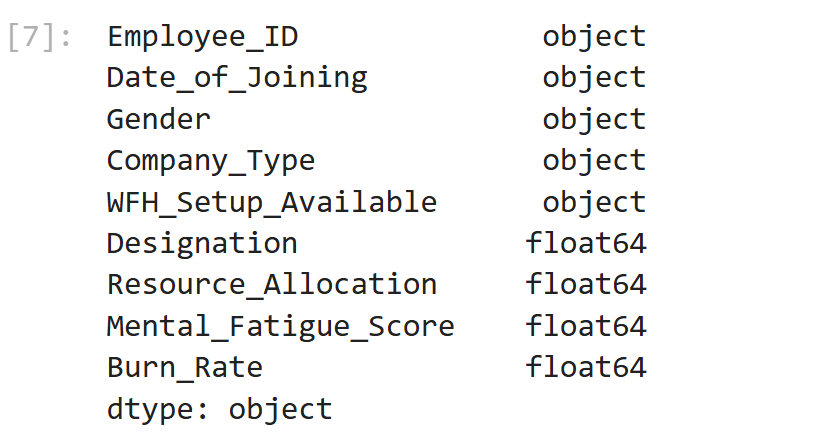 [7]: Employee_ID object
Date_of_Joining object
Gender object
Company_Type object
WFH_Setup_Available object
Designation float64
Resource_Allocation float64
Mental_Fatigue_Score float64
Burn_Rate float64
dtype: object